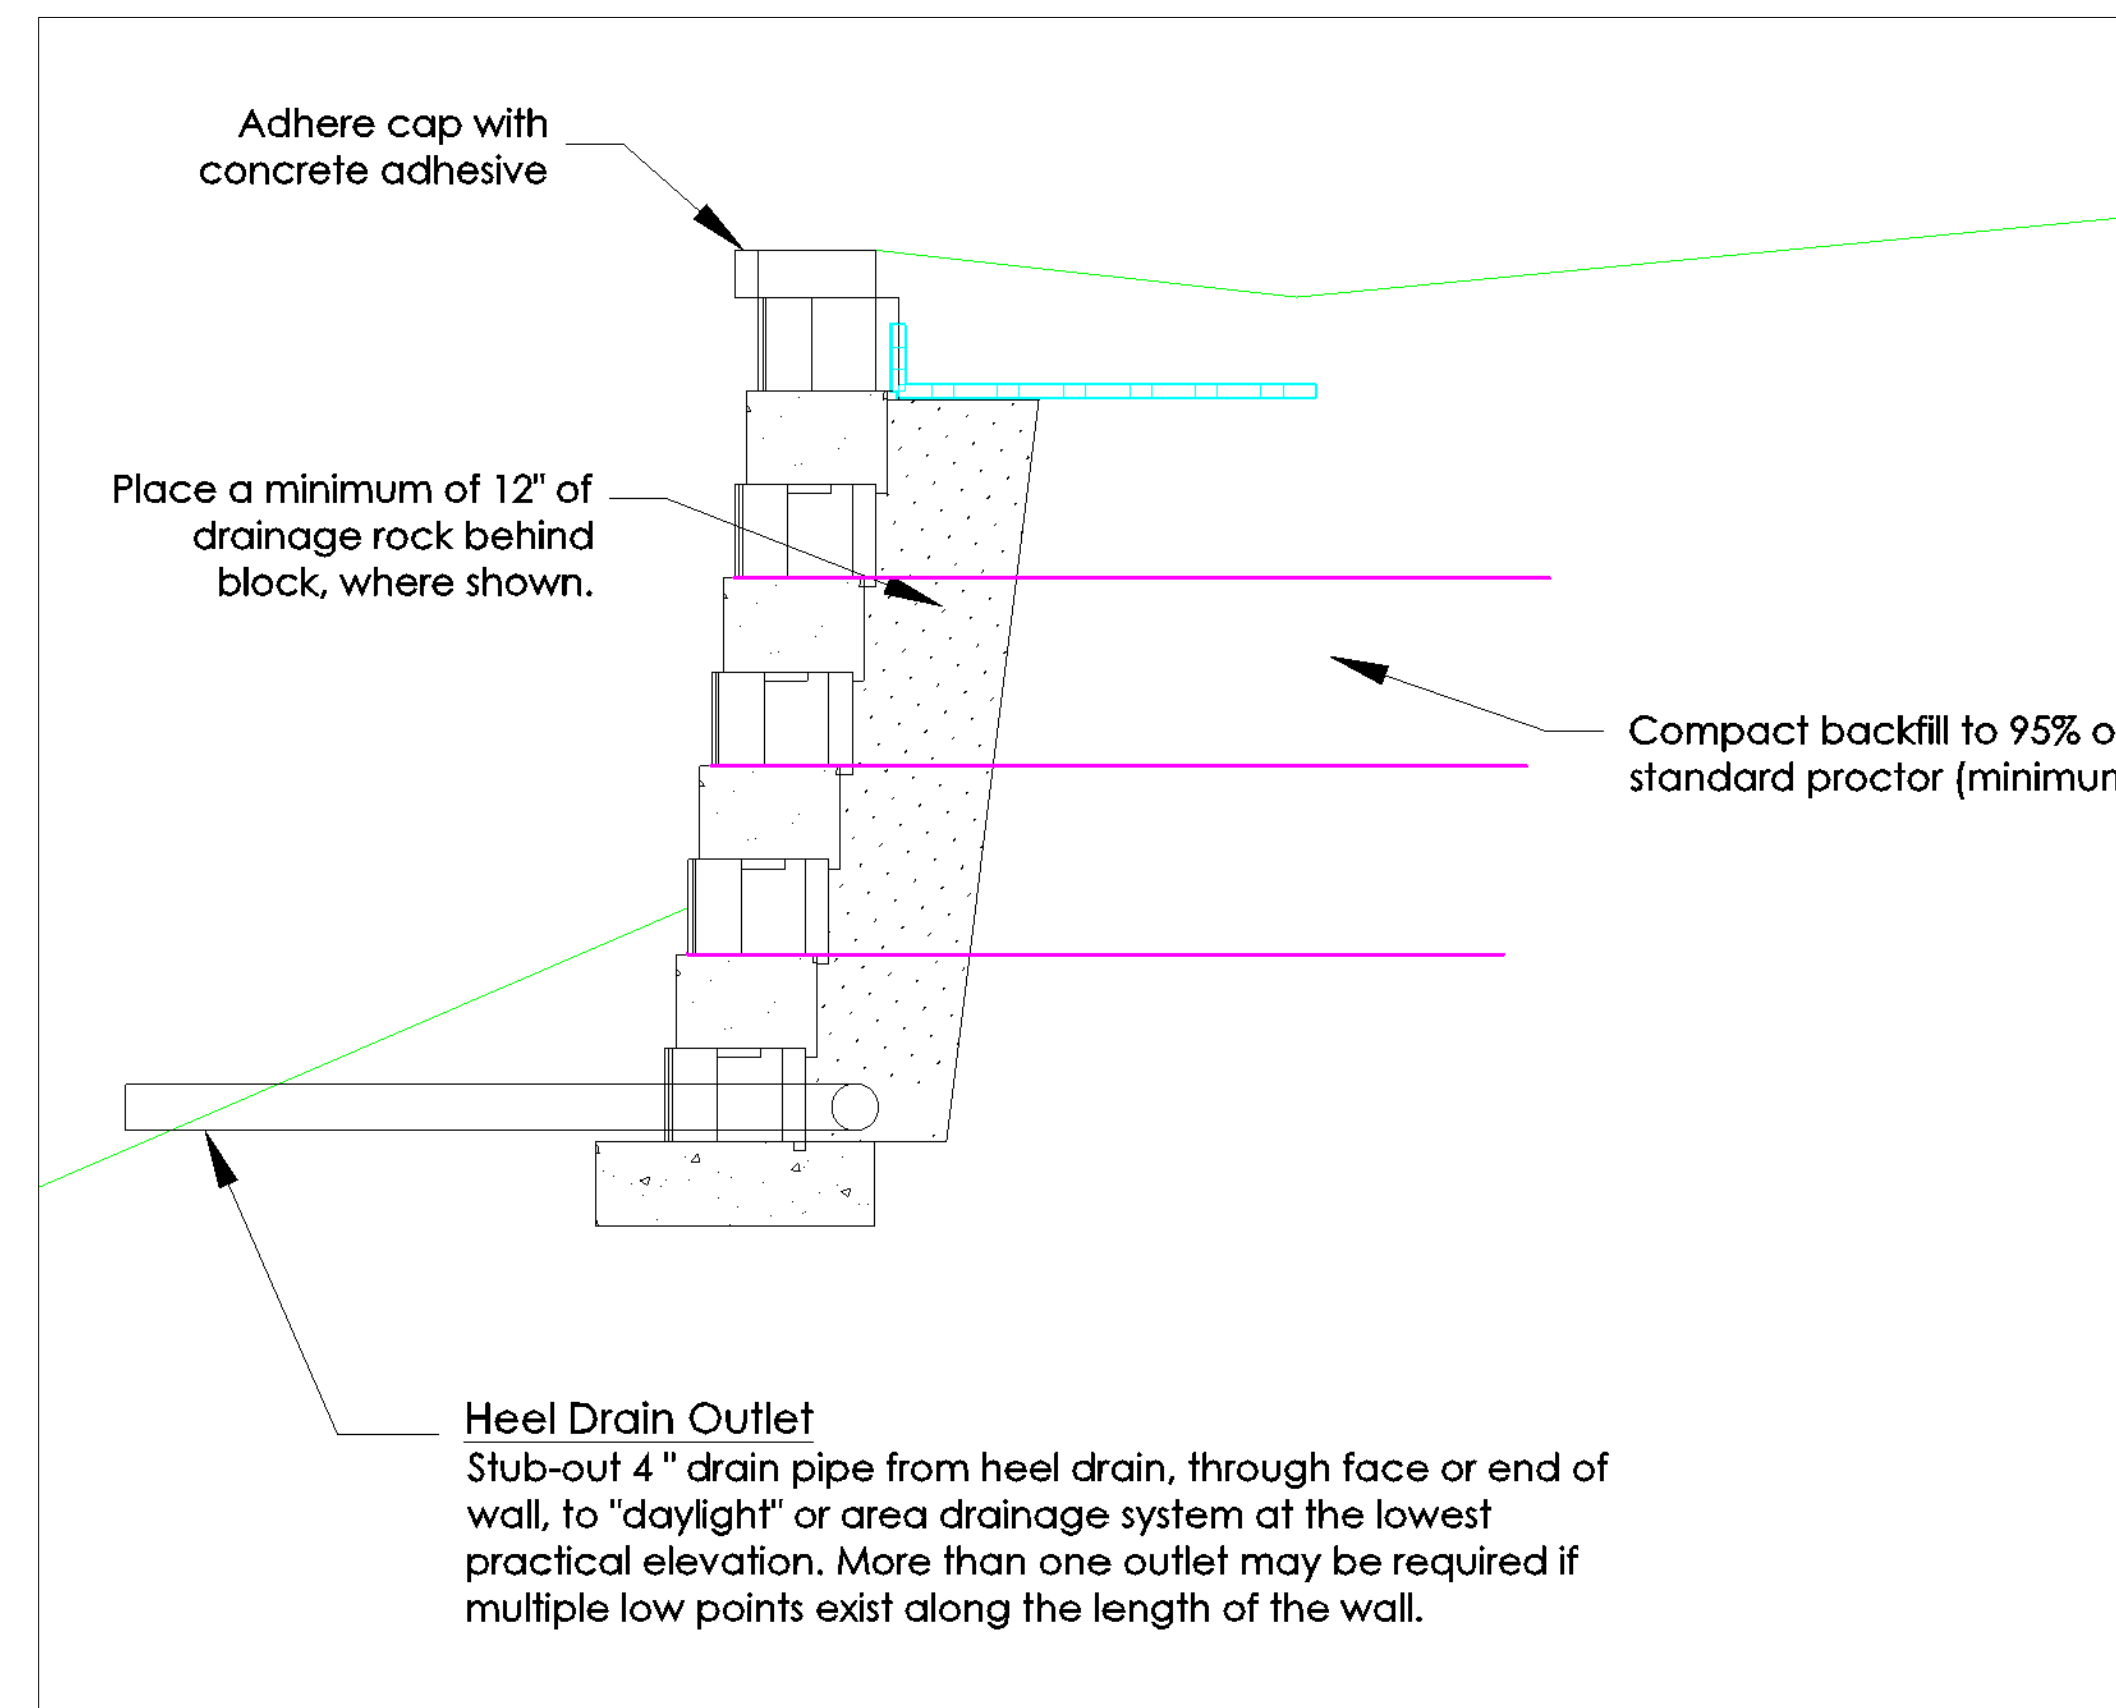 Adhere cap with
concrete adhesive
Place a minimum of 12" of
drainage rock behind
block, where shown.
Compact backfill to 95% o
standard proctor (minimum
Heel Drain Outlet
Stub-out 4 " drain pipe from heel drain, through face or end of
wall, to "daylight" or area drainage system at the lowest
practical elevation. More than one outlet may be required if
multiple low points exist along the length of the wall.